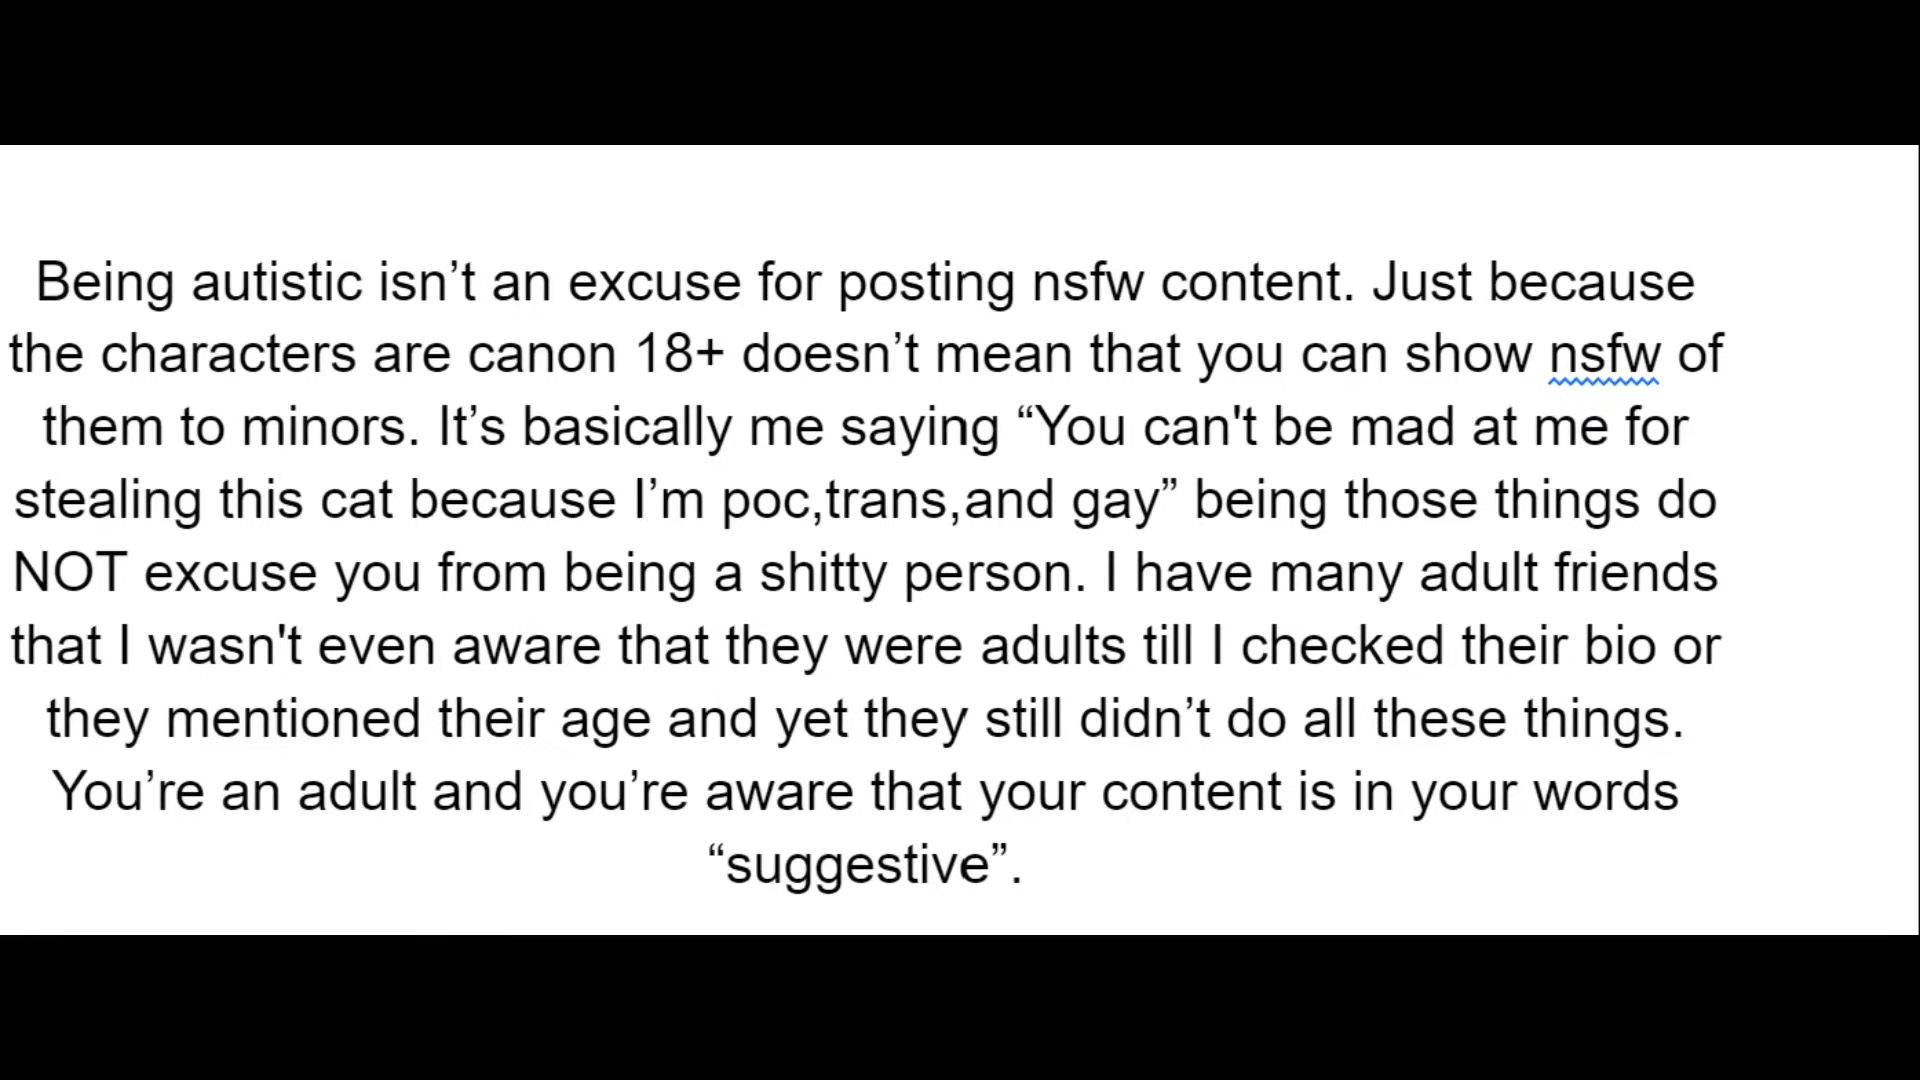 Being autistic isn’t an excuse for posting nsfw content. Just because
the characters are canon 18+ doesn’t mean that you can show nsfw of
them to minors. It’s basically me saying “You can't be mad at me for
stealing this cat because I’m poc,trans,and gay” being those things do
NOT excuse you from being a shitty person. I have many adult friends
that I wasn't even aware that they were adults till I checked their bio or
they mentioned their age and yet they still didn’t do all these things.
You’re an adult and you’re aware that your content is in your words
“suggestive”.